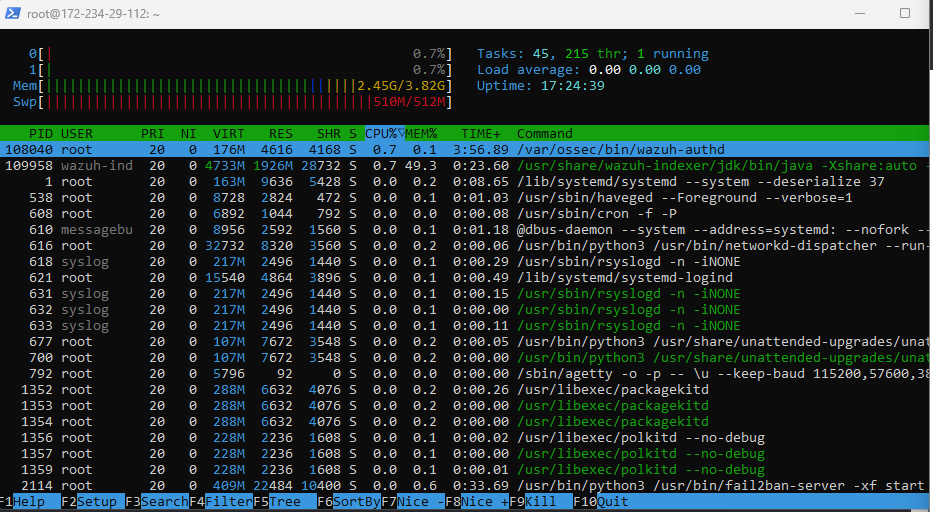 root@172-234-29-112: ~
0[| 0.7%] Tasks: 45, 215 thr; 1 running
1[| 0.7%] Load average: 0.00 0.00 0.00
Mem[||||||||||||||||||||||||||||||||||||||2.45G/3.82G] Uptime: 17:24:39
Swp[||||||||||||||||||||||||||||||||||||||||510M/512M]
PID USER PRI NI VIRT RES SHR S CPU%▽MEM% TIME+ Command
108040 root 20 0 176M 4616 4168 S 0.7 0.1 3:56.89 /var/ossec/bin/wazuh-authd
109958 wazuh-ind 20 0 4733M 1926M 28732 S 0.7 49.3 0:23.60 /usr/share/wazuh-indexer/jdk/bin/java -Xshare:auto -
1 root 20 0 163M 9636 5428 S 0.0 0.2 0:08.65 /lib/systemd/systemd --system --deserialize 37
538 root 20 0 8728 2824 472 S 0.0 0.1 0:01.03 /usr/sbin/haveged --Foreground --verbose=1
608 root 20 0 6892 1044 792 S 0.0 0.0 0:00.08 /usr/sbin/cron -f -P
610 messagebu 20 0 8956 2592 1560 S 0.0 0.1 0:01.18 @dbus-daemon --system --address=systemd: --nofork --
616 root 20 0 32732 8320 3560 S 0.0 0.2 0:00.06 /usr/bin/python3 /usr/bin/networkd-dispatcher --run-
618 syslog 20 0 217M 2496 1440 S 0.0 0.1 0:00.29 /usr/sbin/rsyslogd -n -iNONE
621 root 20 0 15540 4864 3896 S 0.0 0.1 0:00.49 /lib/systemd/systemd-logind
631 syslog 20 0 217M 2496 1440 S 0.0 0.1 0:00.15 /usr/sbin/rsyslogd -n -iNONE
632 syslog 20 0 217M 2496 1440 S 0.0 0.1 0:00.00 /usr/sbin/rsyslogd -n -iNONE
633 syslog 20 0 217M 2496 1440 S 0.0 0.1 0:00.11 /usr/sbin/rsyslogd -n -iNONE
677 root 20 0 107M 7672 3548 S 0.0 0.2 0:00.05 /usr/bin/python3 /usr/share/unattended-upgrades/unat
700 root 20 0 107M 7672 3548 S 0.0 0.2 0:00.00 /usr/bin/python3 /usr/share/unattended-upgrades/unat
792 root 20 0 5796 92 0 S 0.0 0.0 0:00.00 /sbin/agetty -o -p -- \u --keep-baud 115200,57600,38
1352 root 20 0 288M 6632 4076 S 0.0 0.2 0:00.26 /usr/libexec/packagekitd
1353 root 20 0 288M 6632 4076 S 0.0 0.2 0:00.00 /usr/libexec/packagekitd
1354 root 20 0 288M 6632 4076 S 0.0 0.2 0:00.00 /usr/libexec/packagekitd
1356 root 20 0 228M 2236 1608 S 0.0 0.1 0:00.02 /usr/libexec/polkitd --no-debug
1357 root 20 0 228M 2236 1608 S 0.0 0.1 0:00.00 /usr/libexec/polkitd --no-debug
1359 root 20 0 228M 2236 1608 S 0.0 0.1 0:00.01 /usr/libexec/polkitd --no-debug
2114 root 20 0 409M 22484 10400 S 0.0 0.6 0:33.69 /usr/bin/python3 /usr/bin/fail2ban-server -xf start
F1Help F2Setup F3SearchF4FilterF5Tree F6SortByF7Nice -F8Nice +F9Kill F10Quit